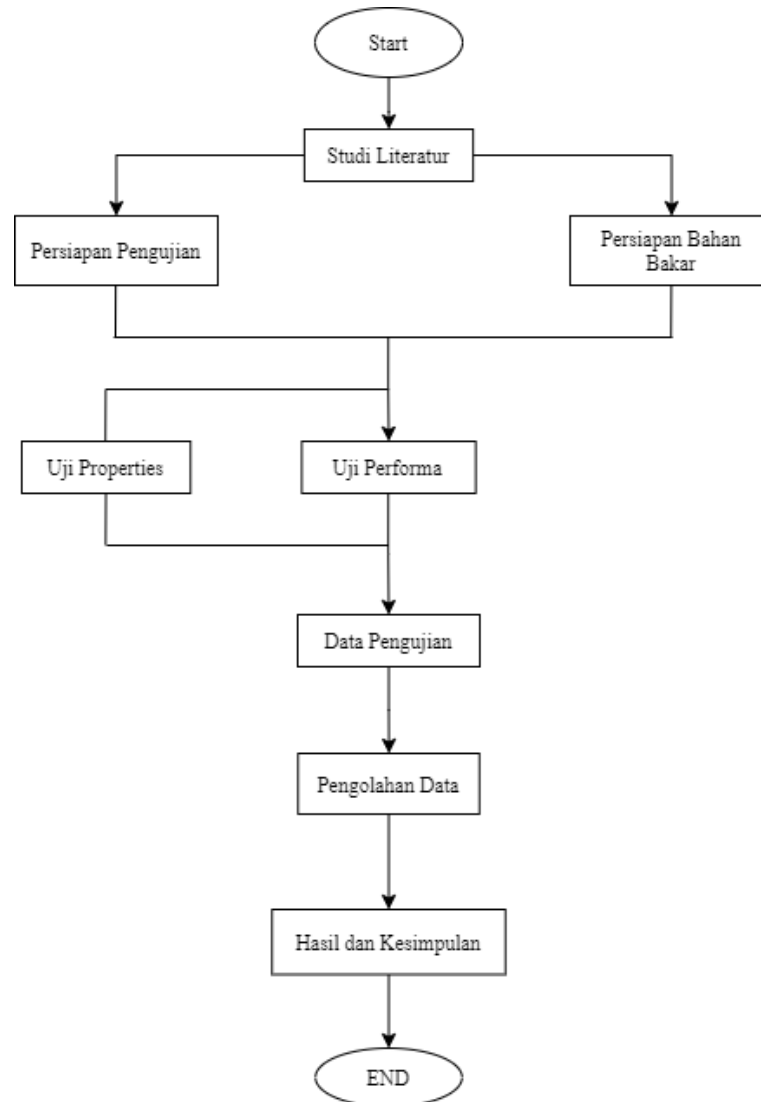 Start
Studi Literatur
Persiapan Pengujian
Persiapan Bahan
Bakar
Uji Properties
Uji Performa
Data Pengujian
Pengolahan Data
Hasil dan Kesimpulan
END